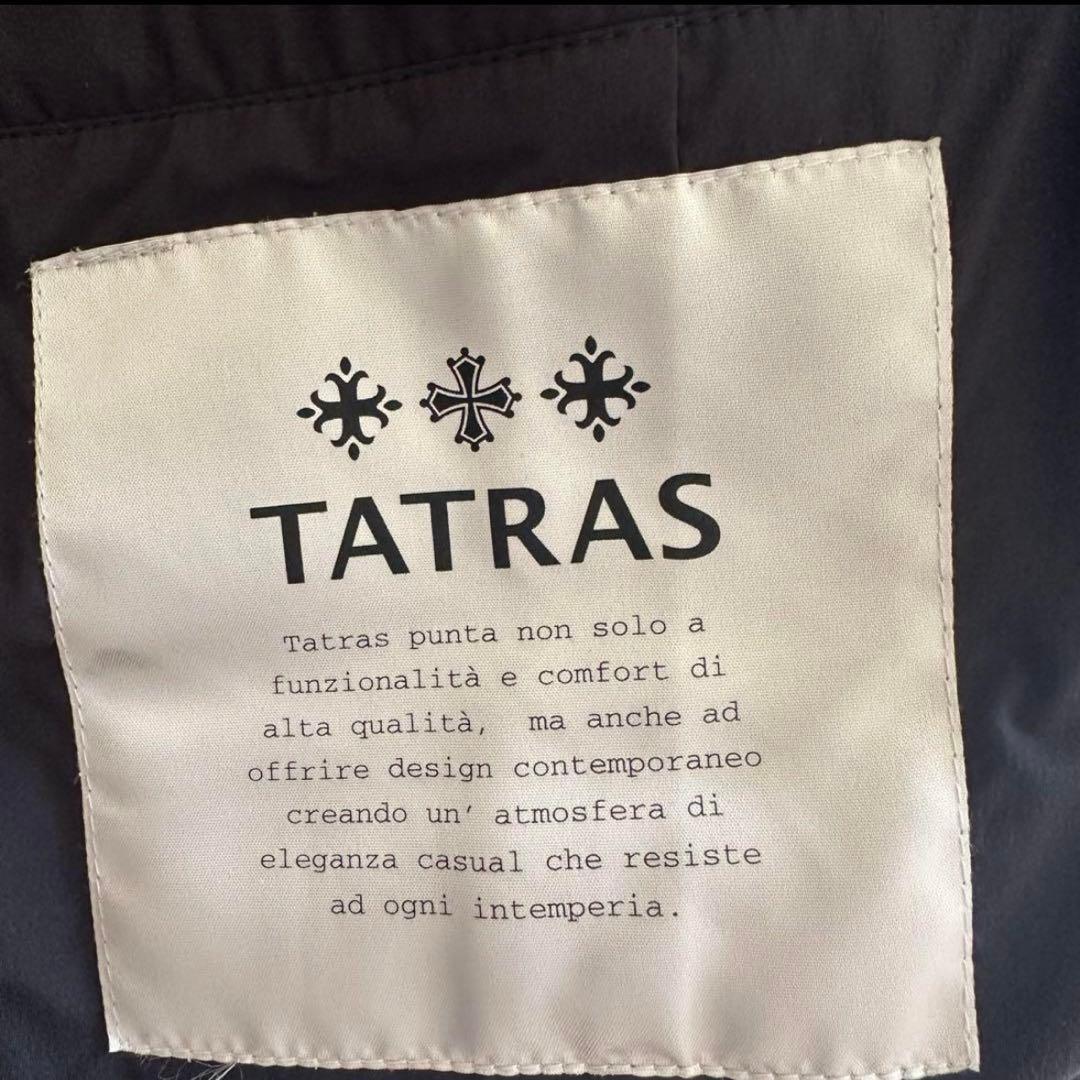 TATRAS
Tatras punta non solo a
funzionalità e comfort di
alta qualità, ma anche ad
offrire design contemporaneo
creando un' atmosfera di
eleganza casual che resiste
ad ogni intemperia.